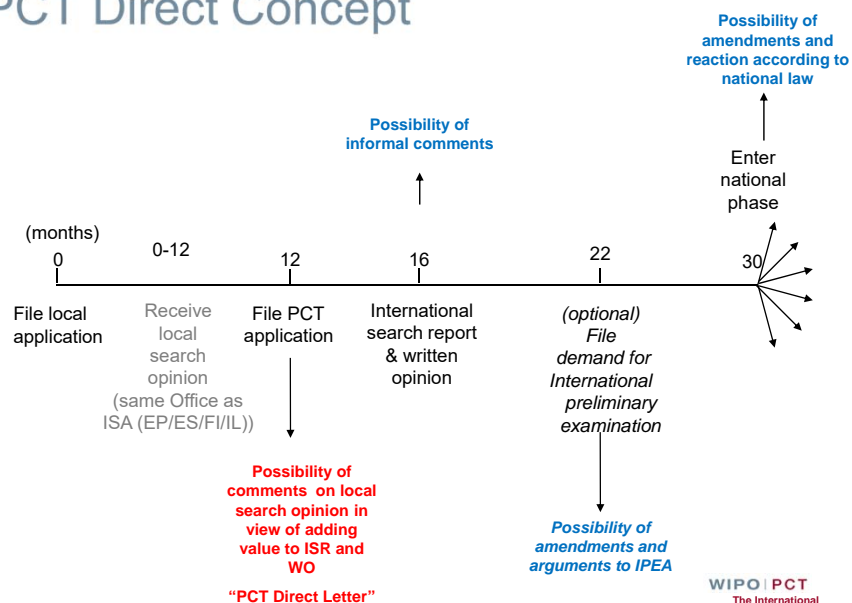 PCT Direct Concept
Possibility of
amendments and
reaction according to
national law
Possibility of
informal comments
Enter
national
phase
(months)
0
0-12
12
16
22
30
File local
application
Receive
local
search
opinion
(same Office as
ISA (EP/ES/FI/IL))
File PCT
application
International
search report
& written
opinion
(optional)
File
demand for
International
preliminary
examination
Possibility of
comments on local
search opinion in
view of adding
value to ISR and
WO
“PCT Direct Letter”
Possibility of
amendments and
arguments to IPEA
WIPO|PCT
The International